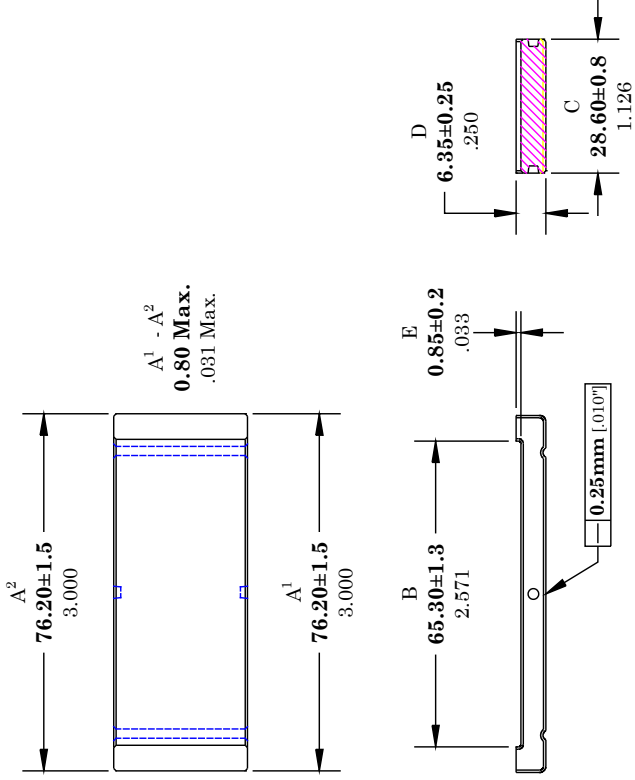 A²
76.20±1.5
3.000
A¹ - A²
0.80 Max.
.031 Max.
A¹
76.20±1.5
3.000
D
6.35±0.25
.250
C
28.60±0.8
1.126
B
65.30±1.3
2.571
E
0.85±0.2
.033
0.25mm [.010"]